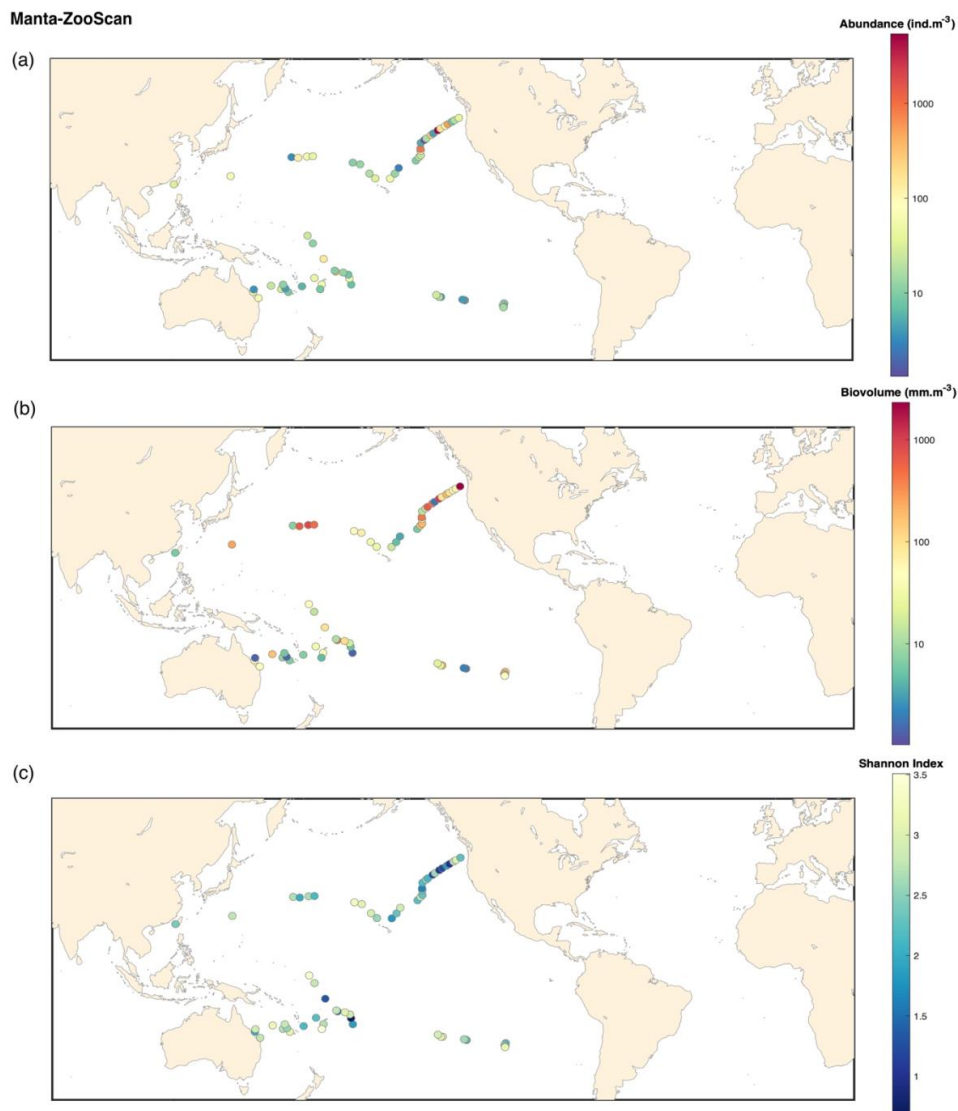 Manta-ZooScan
Abundance (ind.m⁻³)
(a)
1000
100
10
(b)
Biovolume (mm.m⁻³)
1000
100
10
(c)
Shannon Index
3.5
3
2.5
2
1.5
1